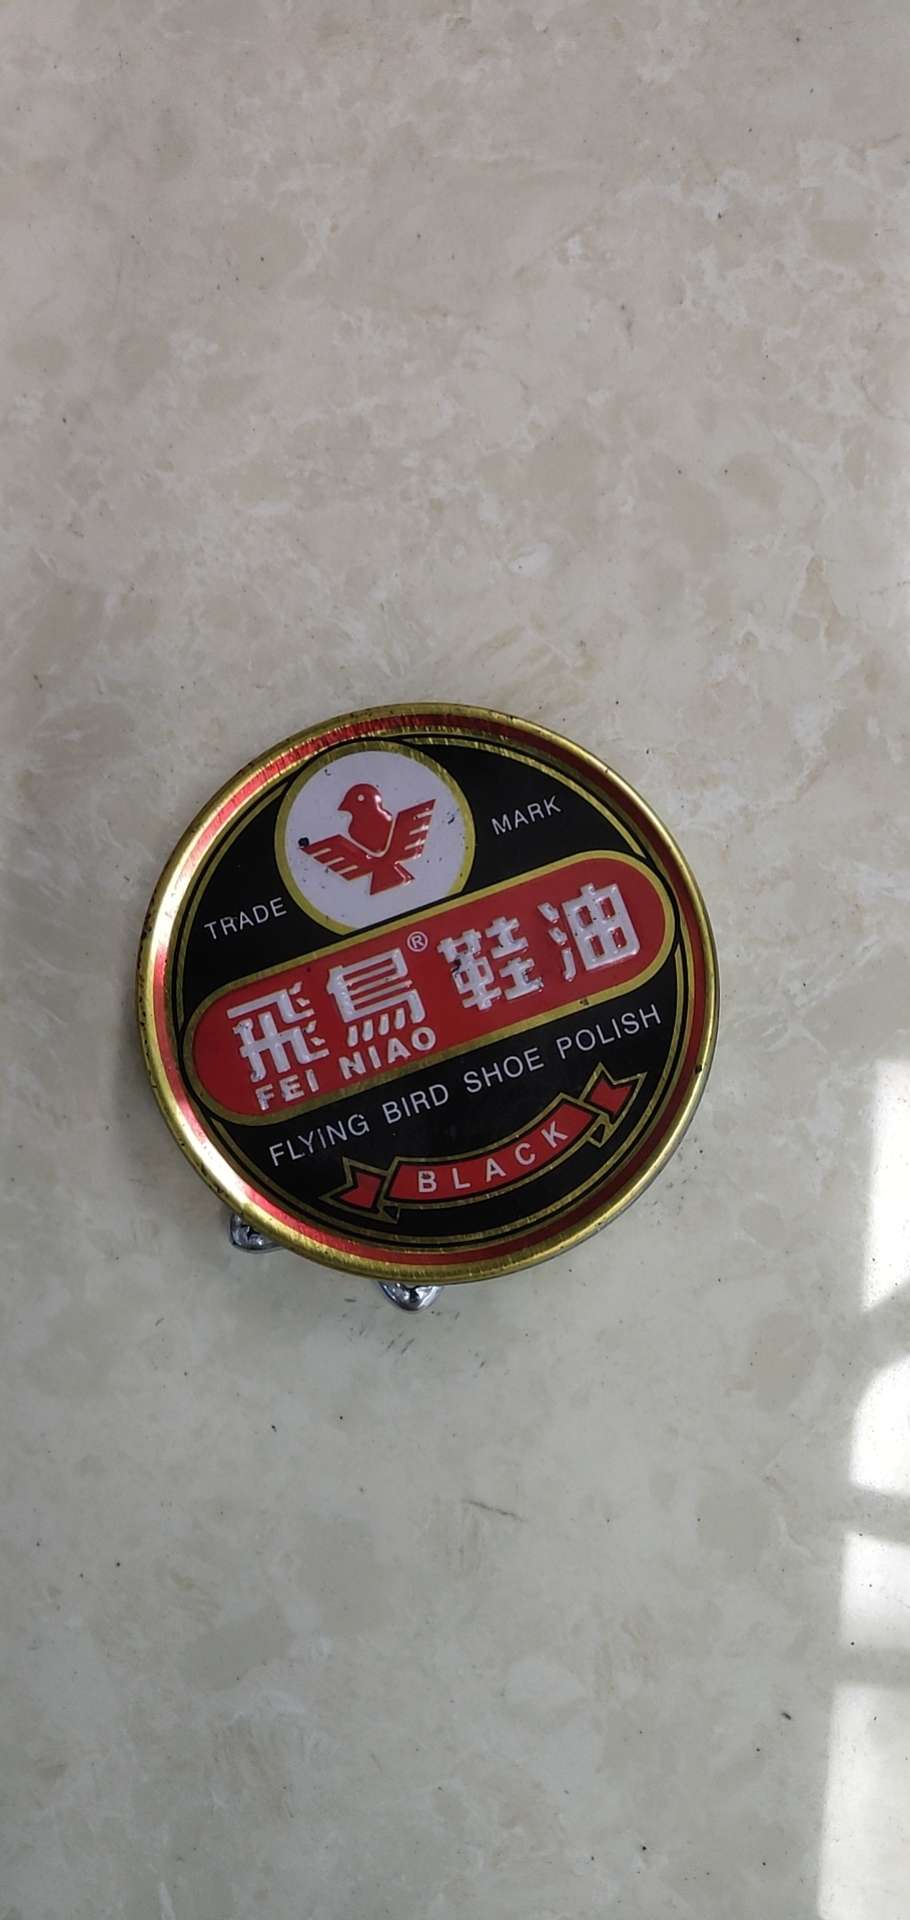 TRADE MARK
飛鳥® 鞋油
FEI NIAO
FLYING BIRD SHOE POLISH
BLACK